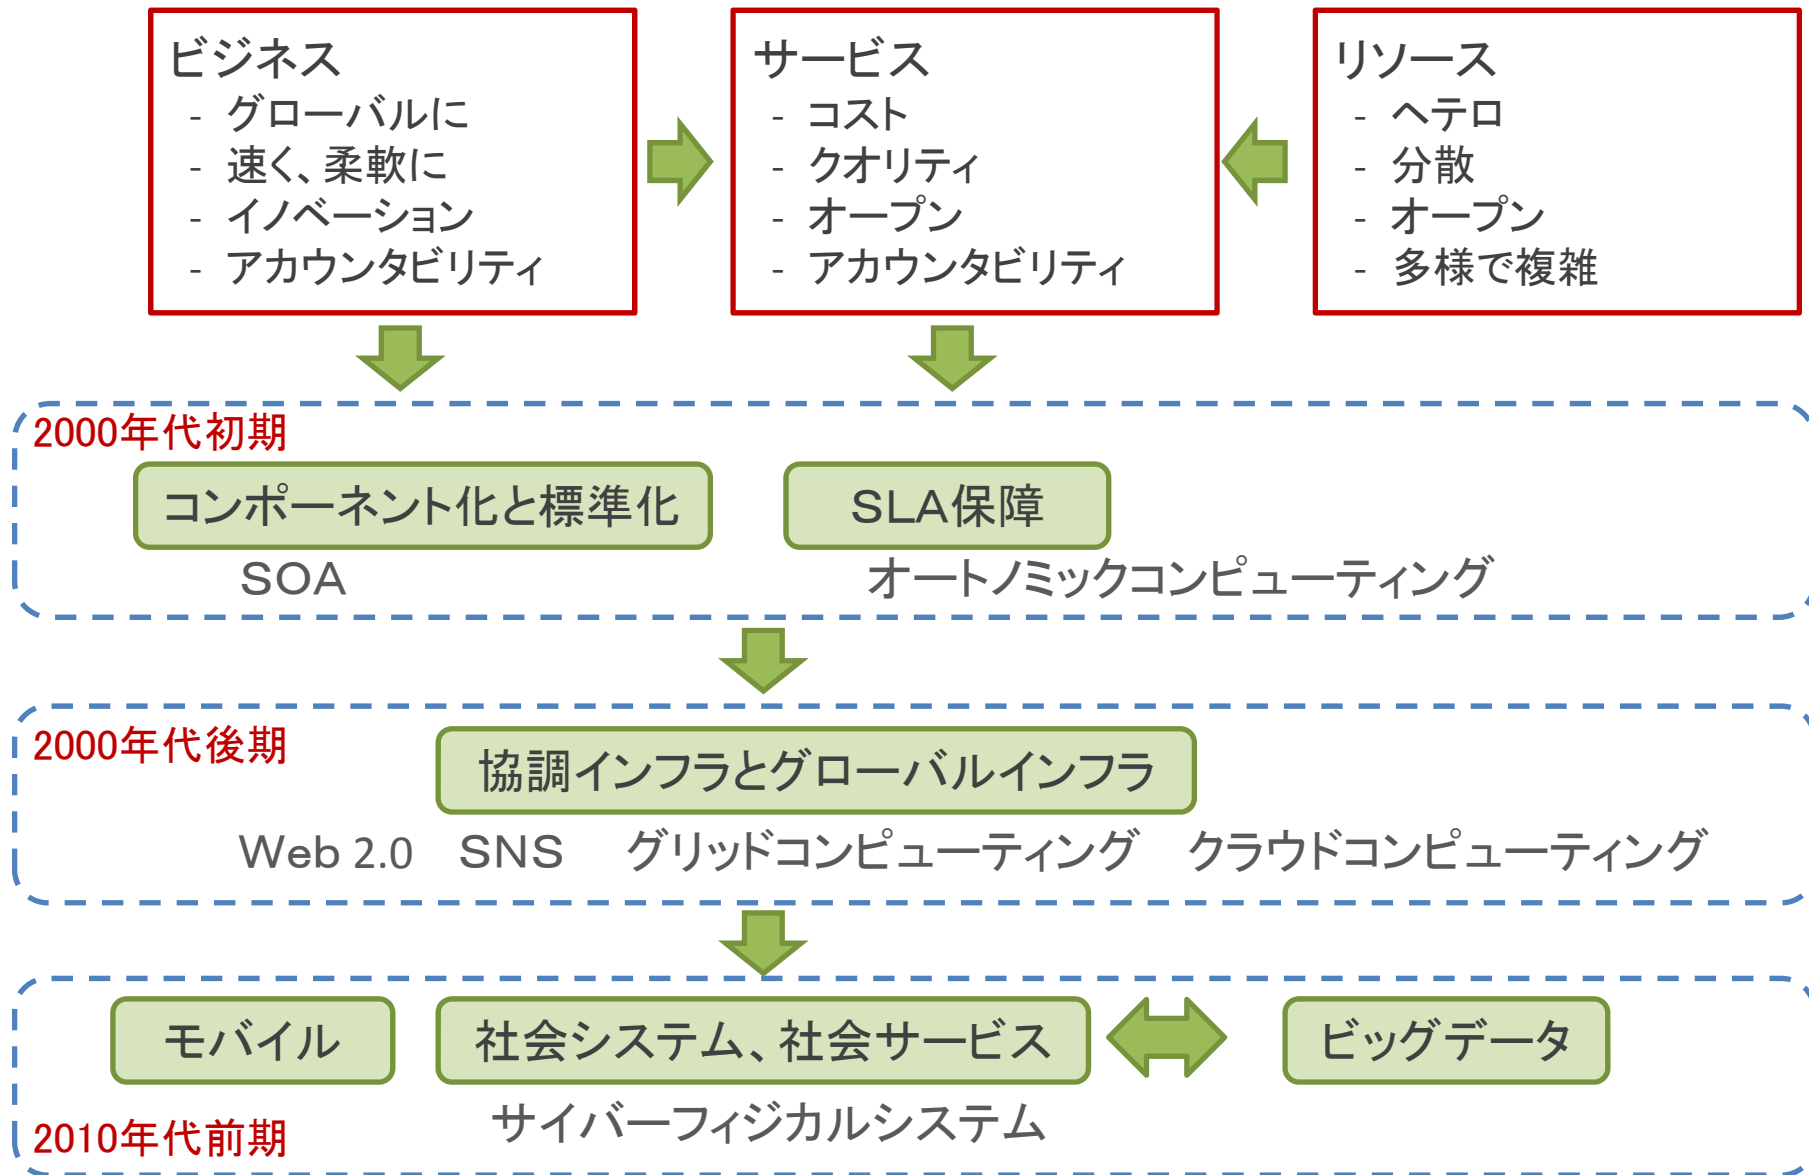 ビジネス
- グローバルに
- 速く、柔軟に
- イノベーション
- アカウンタビリティ
サービス
- コスト
- クオリティ
- オープン
- アカウンタビリティ
リソース
- ヘテロ
- 分散
- オープン
- 多様で複雑
2000年代初期
コンポーネント化と標準化
SLA保障
SOA
オートノミックコンピューティング
2000年代後期
協調インフラとグローバルインフラ
Web 2.0 SNS グリッドコンピューティング クラウドコンピューティング
モバイル
社会システム、社会サービス
ビッグデータ
サイバーフィジカルシステム
2010年代前期